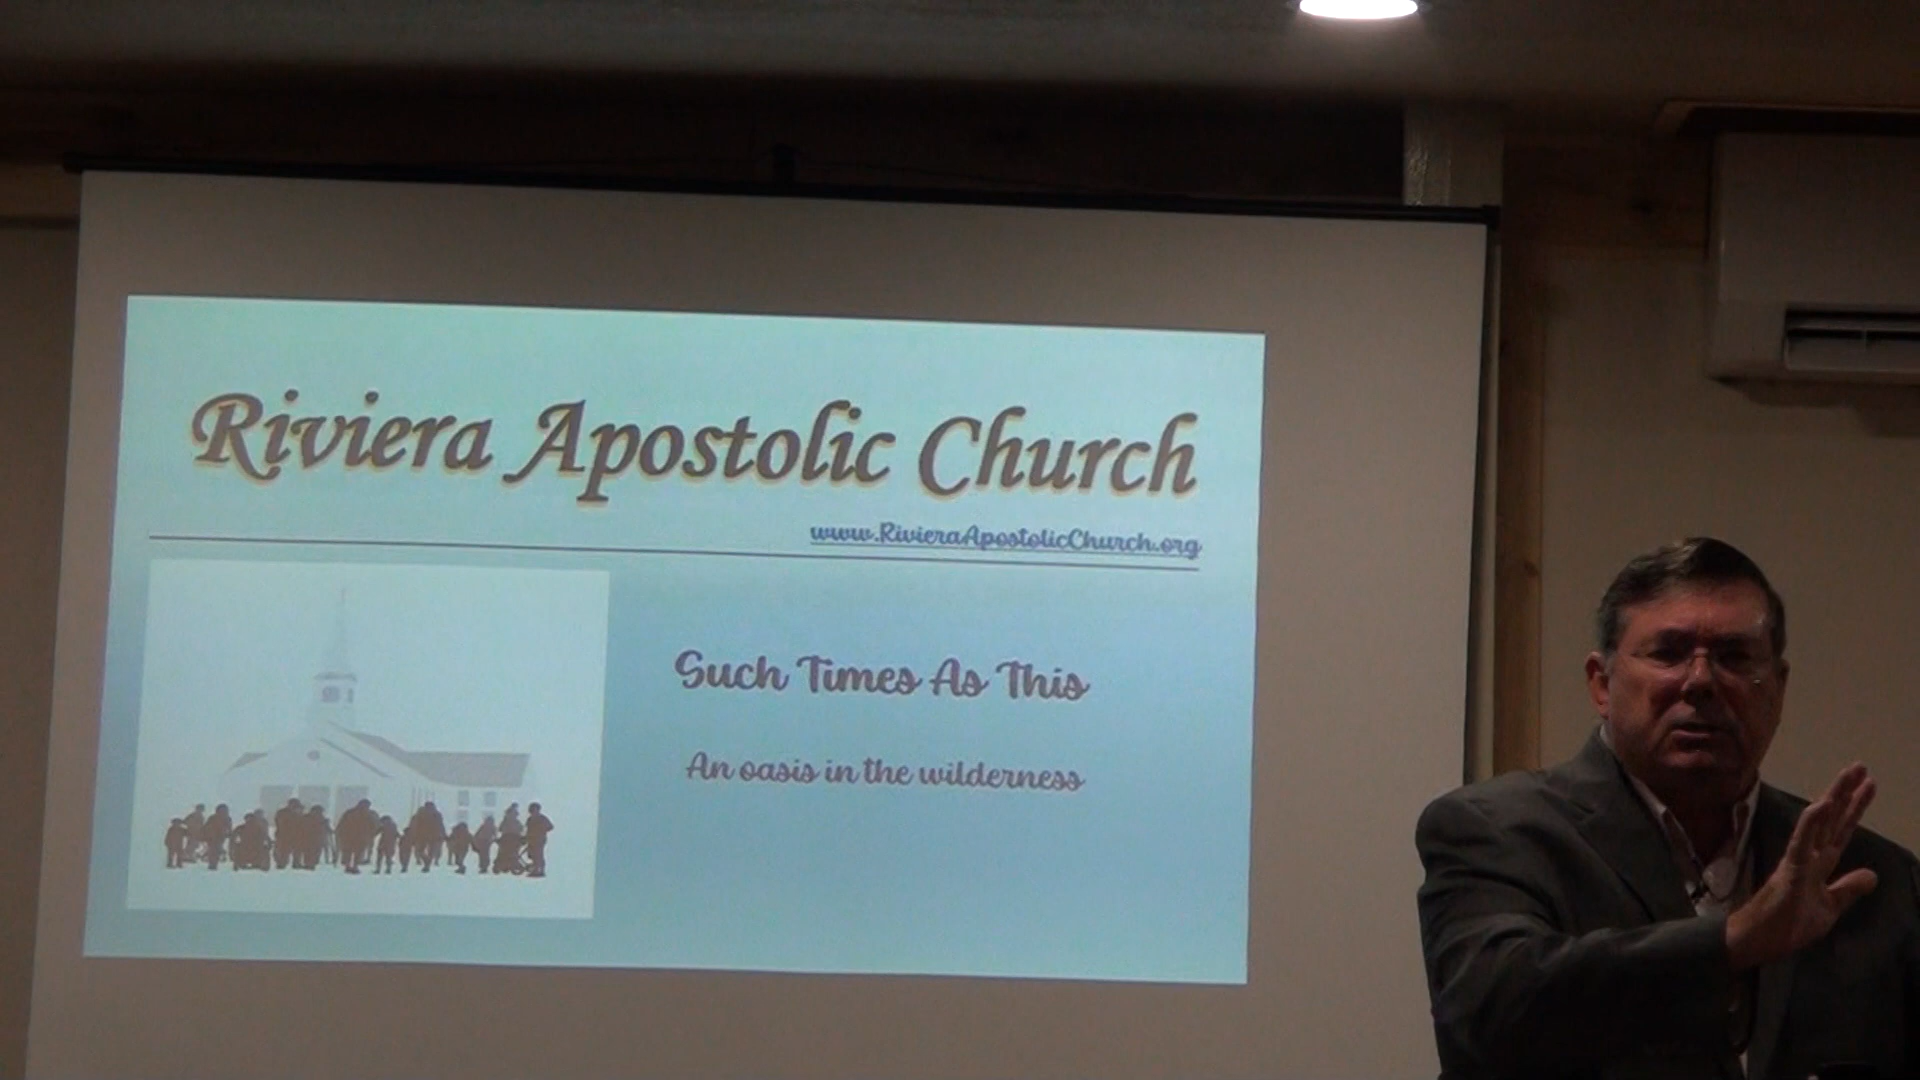 Riviera Apostolic Church
www.RivieraApostolicChurch.org
Such Times As This
An oasis in the wilderness